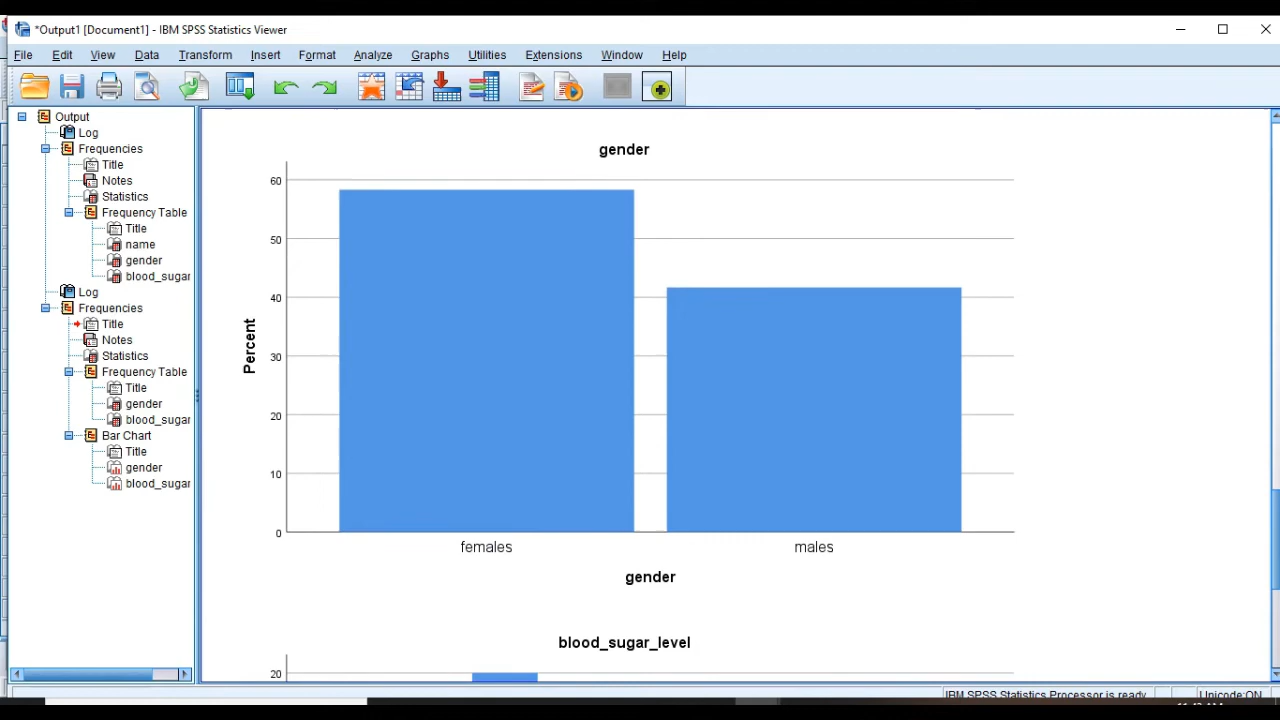 *Output1 [Document1] - IBM SPSS Statistics Viewer
File Edit View Data Transform Insert Format Analyze Graphs Utilities Extensions Window Help
Output
Log
Frequencies
Title
Notes
Statistics
Frequency Table
Title
name
gender
blood_sugar
Log
Frequencies
Title
Notes
Statistics
Frequency Table
Title
gender
blood_sugar
Bar Chart
Title
gender
blood_sugar
gender
60
50
40
30
20
10
0
Percent
females males
gender
blood_sugar_level
20
IBM SPSS Statistics Processor is ready
Unicode:ON